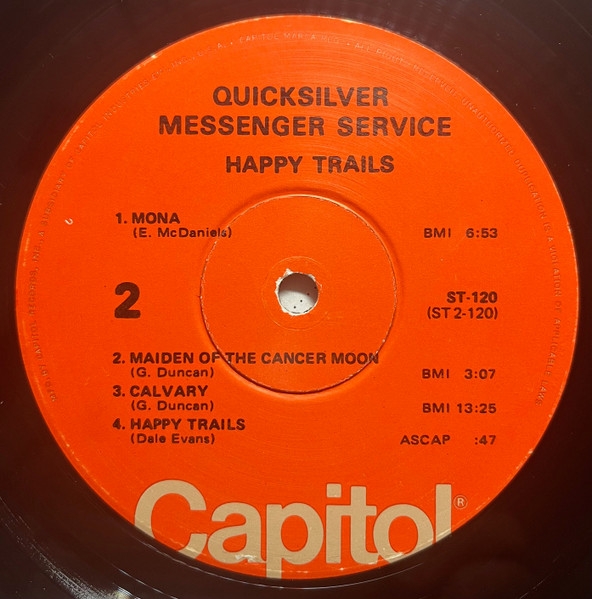 QUICKSILVER
MESSENGER SERVICE
HAPPY TRAILS
1. MONA
(E. McDaniels) BMI 6:53
2 ST-120
(ST 2-120)
2. MAIDEN OF THE CANCER MOON
(G. Duncan) BMI 3:07
3. CALVARY
(G. Duncan) BMI 13:25
4. HAPPY TRAILS
(Dale Evans) ASCAP :47
Capitol®